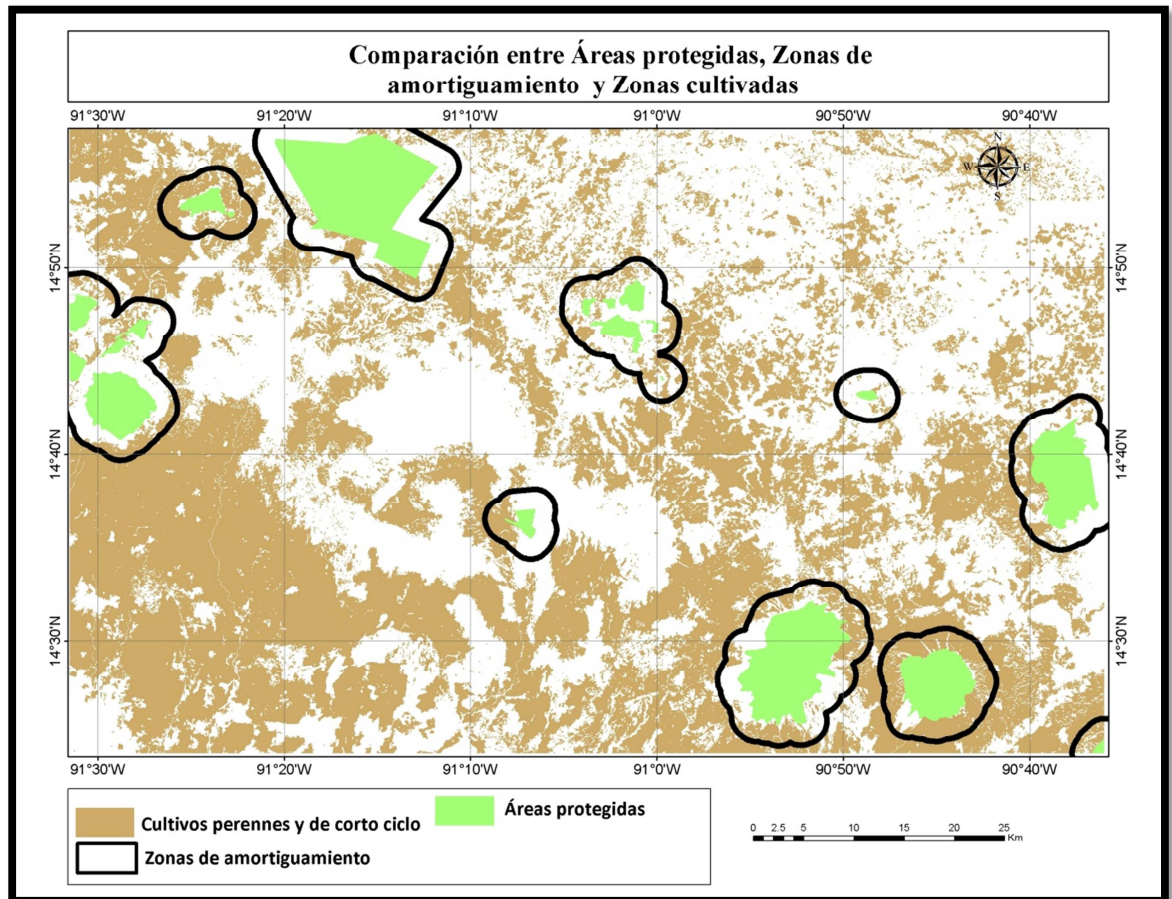 Comparación entre Áreas protegidas, Zonas de
amortiguamiento y Zonas cultivadas
91°30'W 91°20'W 91°10'W 91°0'W 90°50'W 90°40'W
N
W E
S
14°50'N 14°50'N
14°40'N 14°40'N
14°30'N 14°30'N
91°30'W 91°20'W 91°10'W 91°0'W 90°50'W 90°40'W
Cultivos perennes y de corto ciclo
Áreas protegidas
Zonas de amortiguamiento
0 2.5 5 10 15 20 25
Km